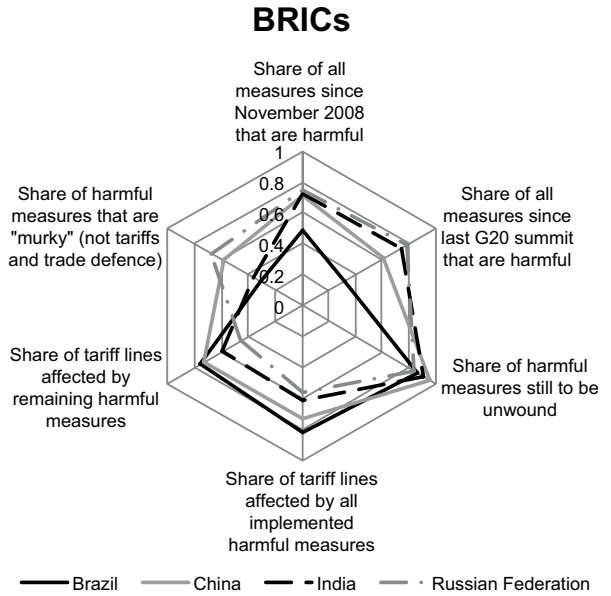 BRICs
Share of all
measures since
November 2008
that are harmful
1
0.8
0.6
0.4
0.2
0
Share of all
measures since
last G20 summit
that are harmful
Share of harmful
measures still to be
unwound
Share of tariff lines
affected by all
implemented
harmful measures
Share of tariff lines
affected by
remaining harmful
measures
Share of harmful
measures that are
"murky" (not tariffs
and trade defence)
Brazil China India Russian Federation